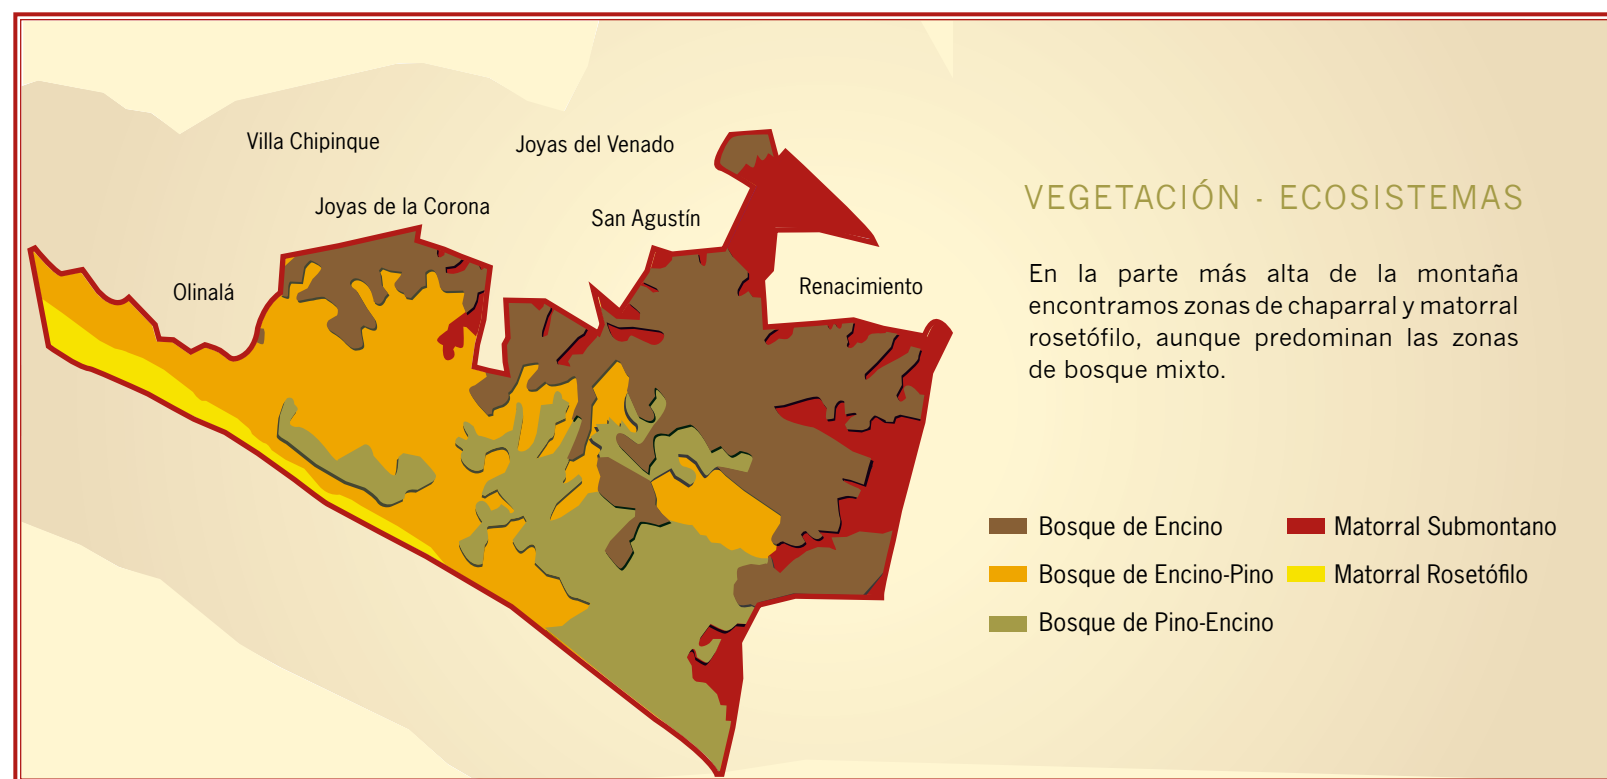 Villa Chipinque
Joyas del Venado
Joyas de la Corona
San Agustín
Olinalá
Renacimiento
VEGETACIÓN - ECOSISTEMAS
En la parte más alta de la montaña
encontramos zonas de chaparral y matorral
rosetófilo, aunque predominan las zonas
de bosque mixto.
Bosque de Encino
Matorral Submontano
Bosque de Encino-Pino
Matorral Rosetófilo
Bosque de Pino-Encino